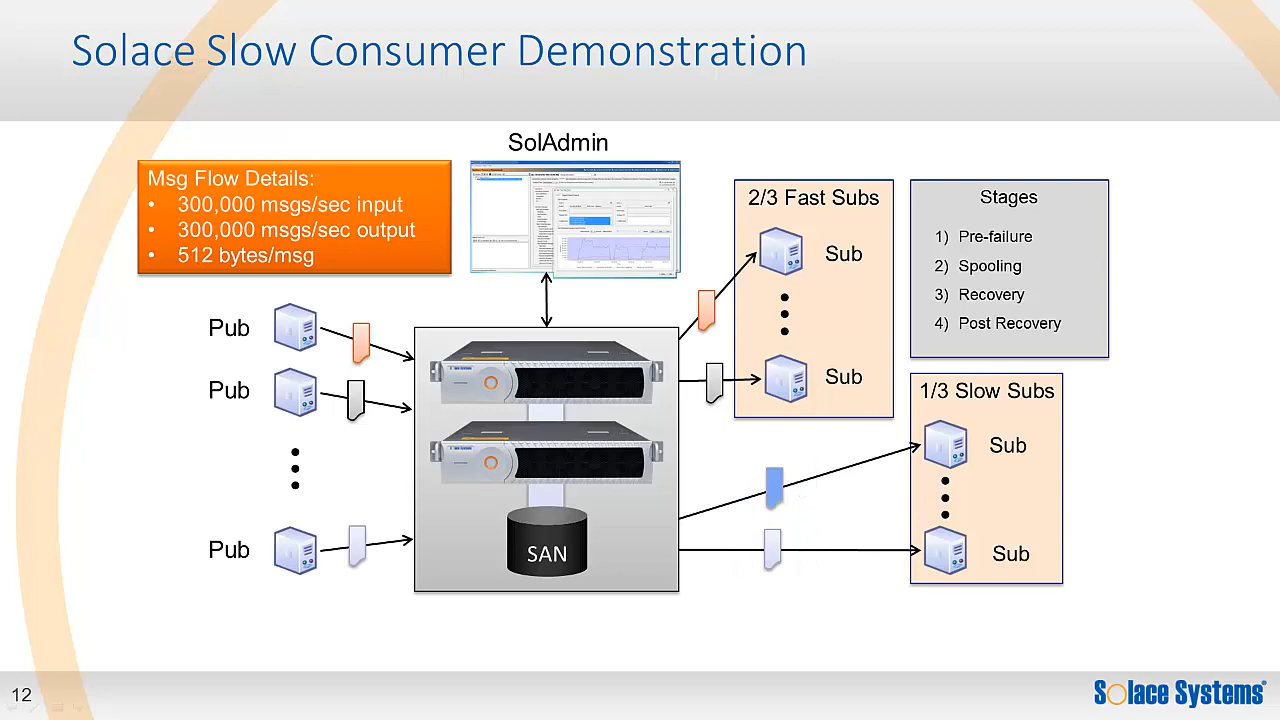 Solace Slow Consumer Demonstration
SolAdmin
Msg Flow Details:
• 300,000 msgs/sec input
• 300,000 msgs/sec output
• 512 bytes/msg
2/3 Fast Subs
Sub
Sub
Stages
1) Pre-failure
2) Spooling
3) Recovery
4) Post Recovery
Pub
Pub
Pub
SAN
1/3 Slow Subs
Sub
Sub
12
Solace Systems